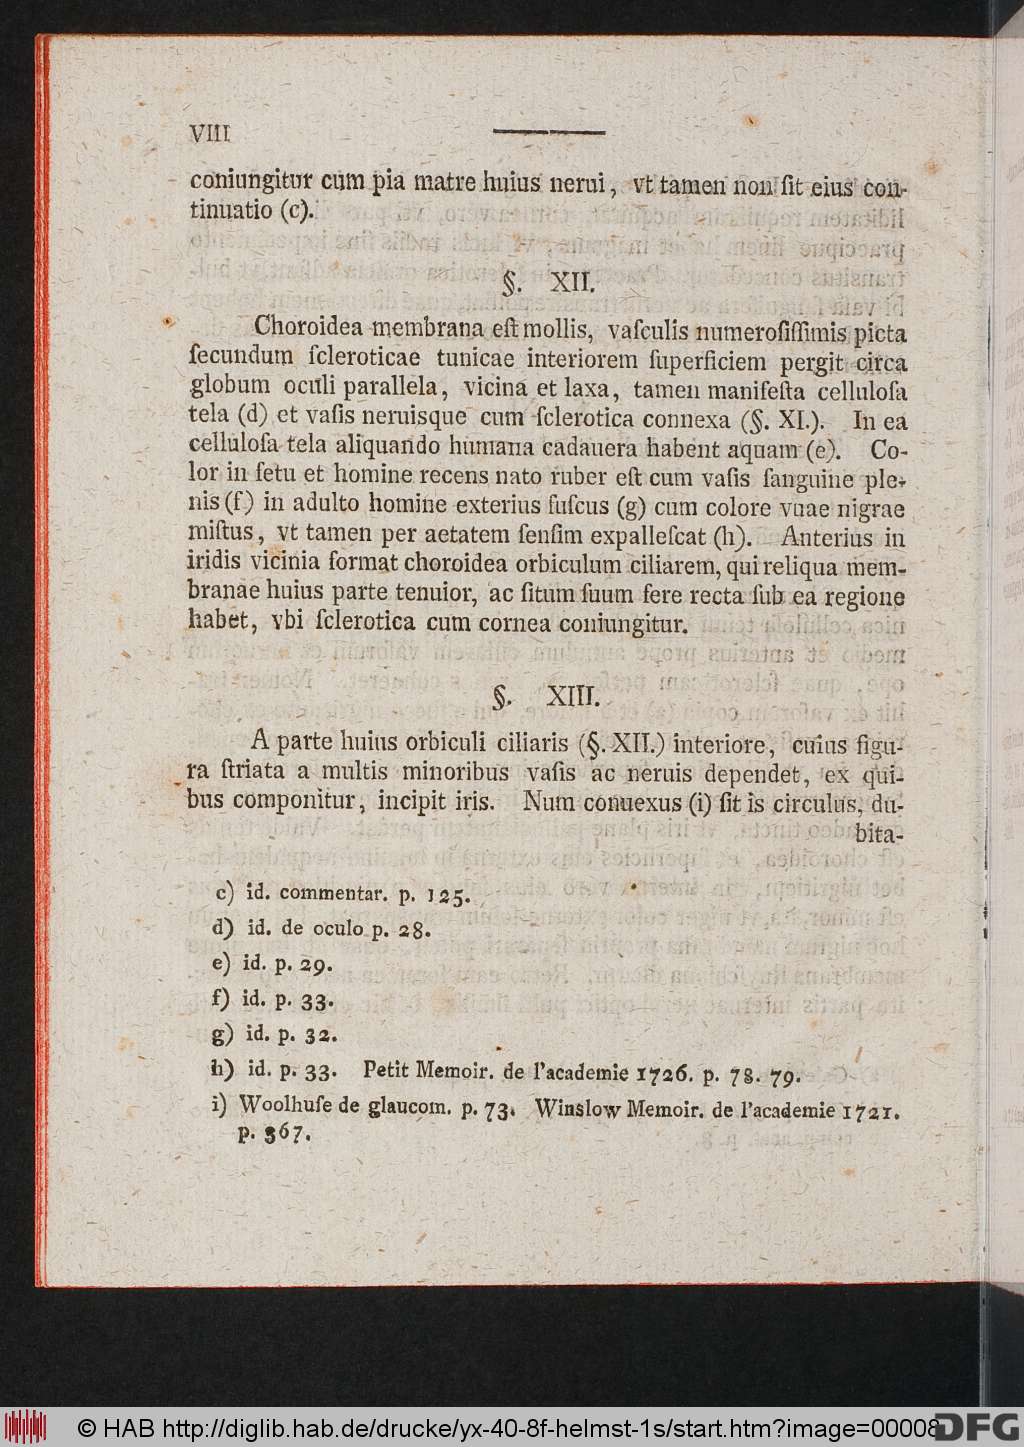 VIII
coniungitur cum pia matre huius nerui, vt tamen non ſit eius con-
tinuatio (c).
§. XII.
Choroidea membrana eſt mollis, vaſculis numeroſiſſimis picta
ſecundum ſcleroticae tunicae interiorem ſuperficiem pergit circa
globum oculi parallela, vicina et laxa, tamen manifeſta celluloſa
tela (d) et vaſis neruisque cum ſclerotica connexa (§. XI.). In ea
celluloſa tela aliquando humana cadauera habent aquam (e). Co-
lor in fetu et homine recens nato ruber eſt cum vaſis ſanguine ple-
nis (f) in adulto homine exterius fuſcus (g) cum colore vuae nigrae
miſtus, vt tamen per aetatem ſenſim expalleſcat (h). Anterius in
iridis vicinia format choroidea orbiculum ciliarem, qui reliqua mem-
branae huius parte tenuior, ac ſitum ſuum fere recta ſub ea regione
habet, vbi ſclerotica cum cornea coniungitur.
§. XIII.
A parte huius orbiculi ciliaris (§. XII.) interiore, cuius figu-
ra ſtriata a multis minoribus vaſis ac neruis dependet, ex qui-
bus componitur, incipit iris. Num conuexus (i) ſit is circulus, du-
bita-
c) id. commentar. p. 125.
d) id. de oculo p. 28.
e) id. p. 29.
f) id. p. 33.
g) id. p. 32.
h) id. p. 33. Petit Memoir. de l'academie 1726. p. 78. 79.
i) Woolhuſe de glaucom. p. 73. Winslow Memoir. de l'academie 1721.
p. 367.
© HAB http://diglib.hab.de/drucke/yx-40-8f-helmst-1s/start.htm?image=00008
DFG